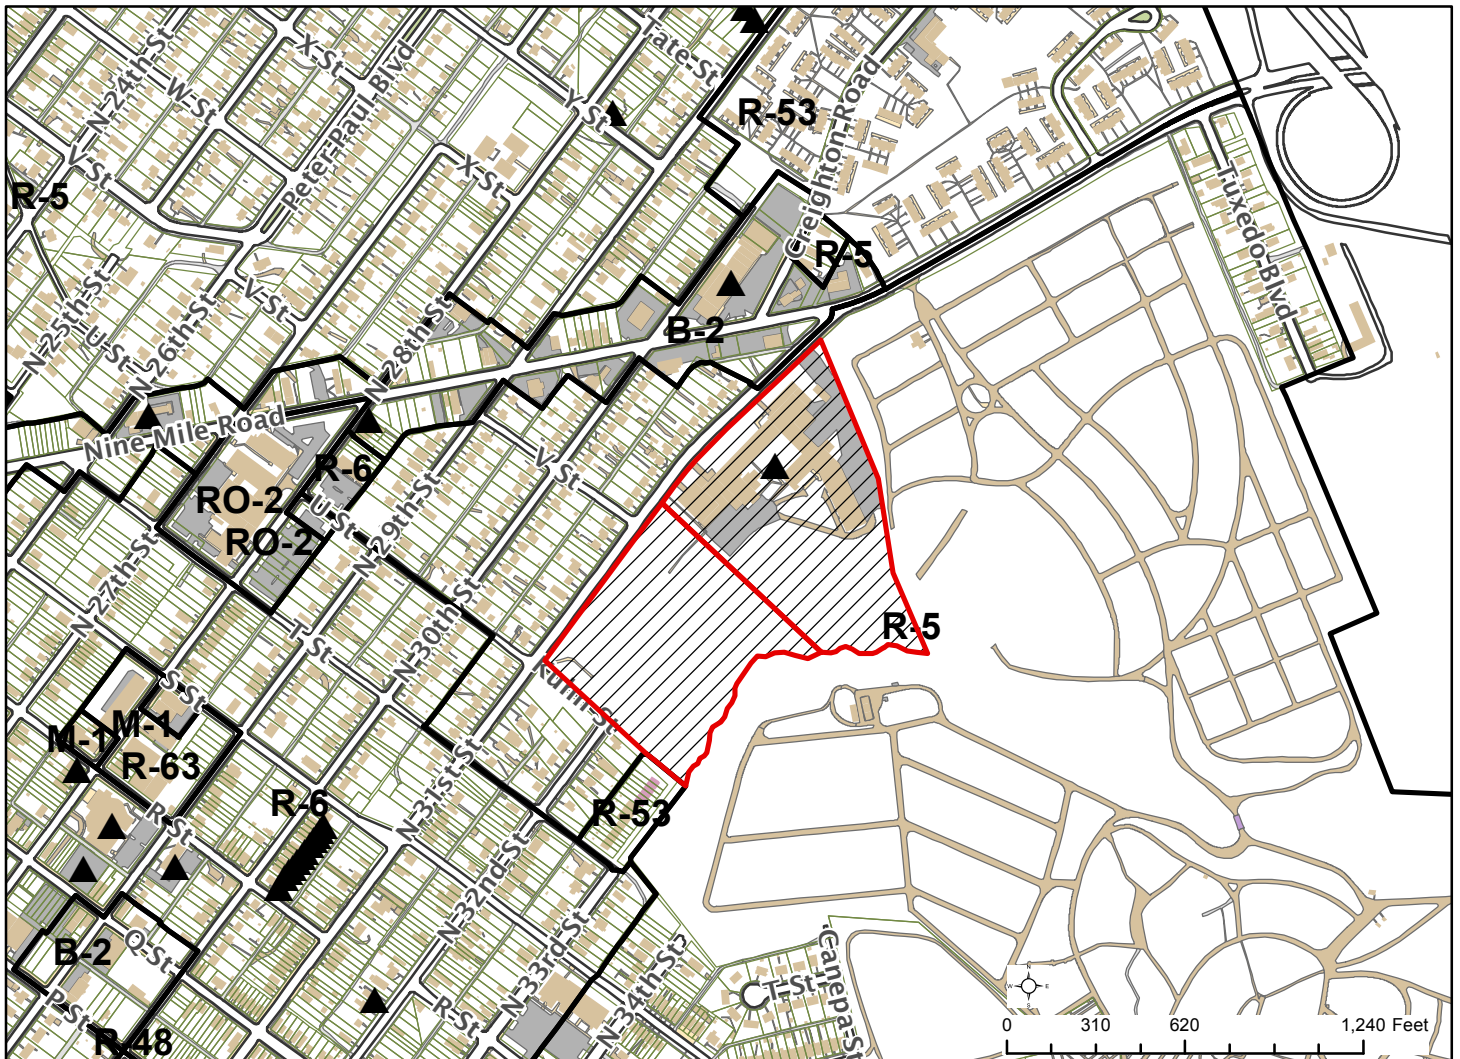 Tate-St
X-St
N-24th-St
W-St
Peter-Paul-Blvd
Y-St
R-53
Creighton-Road
V-St
X-St
Tuxedo-Blvd
R-5
R-5
N-25th-St
U-St
N-26th-St
V-St
N-28th-St
B-2
Nine-Mile-Road
R-6
V-St
RO-2
U-St
RO-2
N-29th-St
N-27th-St
T-St
N-30th-St
R-5
Kuhn-St
S-St
M-1
M-1
R-63
N-31st-St
R-6
R-St
R-53
N-32nd-St
B-2
Q-St
N-33rd-St
N-34th-St
Canepa-St
T-St
R-St
P-St
R-48
N
W
E
S
0 310 620 1,240 Feet